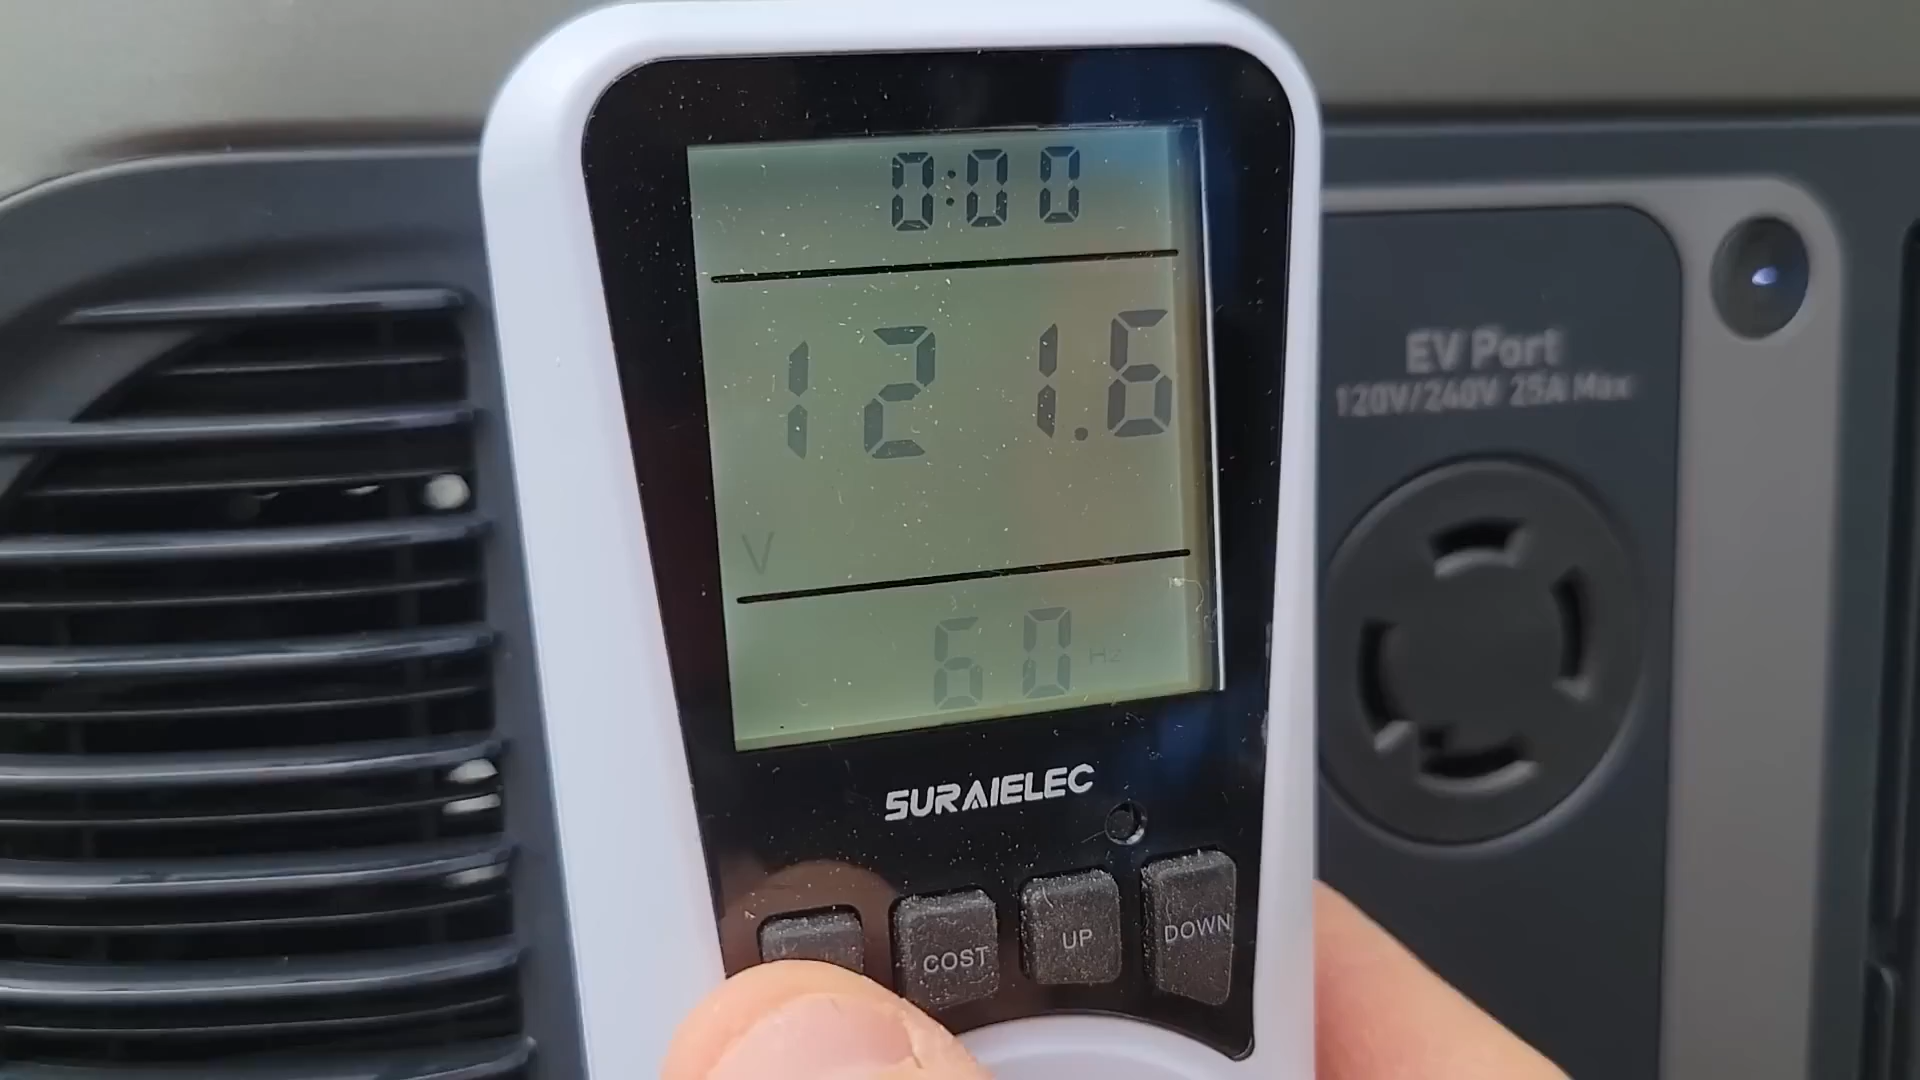 0:00
121.6
V
60 Hz
SURAIELEC
COST
UP
DOWN
EV Port
120V/240V 25A Max